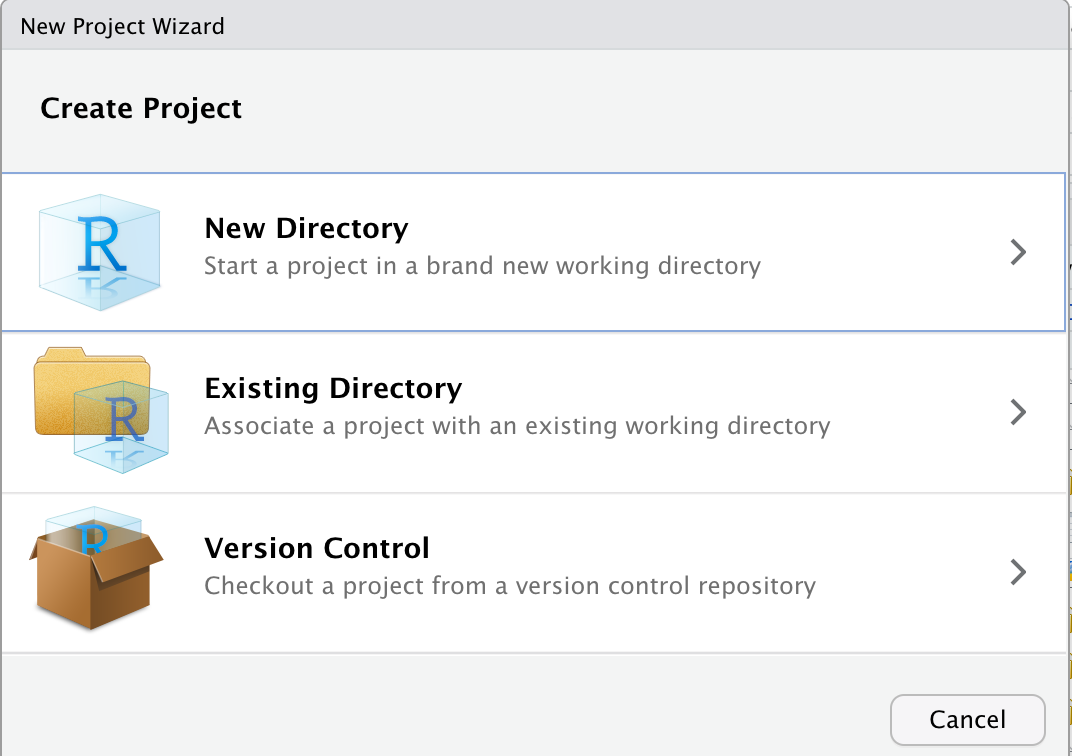 New Project Wizard
Create Project
R
New Directory
Start a project in a brand new working directory
R
Existing Directory
Associate a project with an existing working directory
R
Version Control
Checkout a project from a version control repository
Cancel